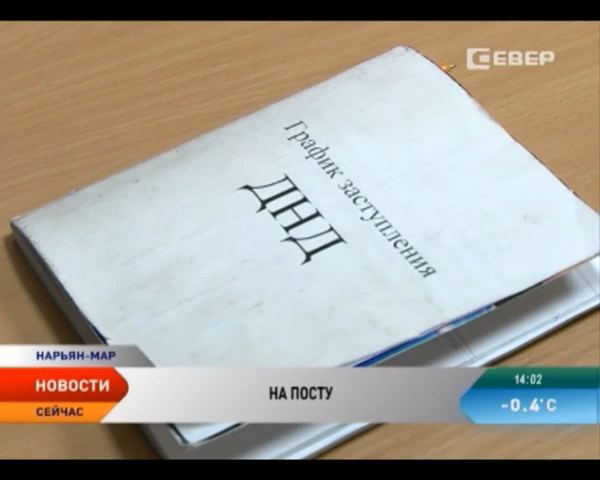 СЕВЕР
График заступления
ДНД
НАРЬЯН-МАР
НОВОСТИ
СЕЙЧАС
НА ПОСТУ
14:02
-0.4°C